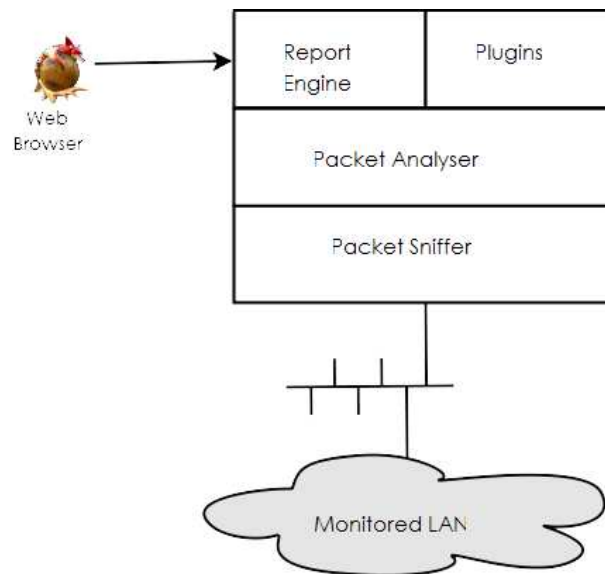 Report
Engine
Plugins
Web
Browser
Packet Analyser
Packet Sniffer
Monitored LAN